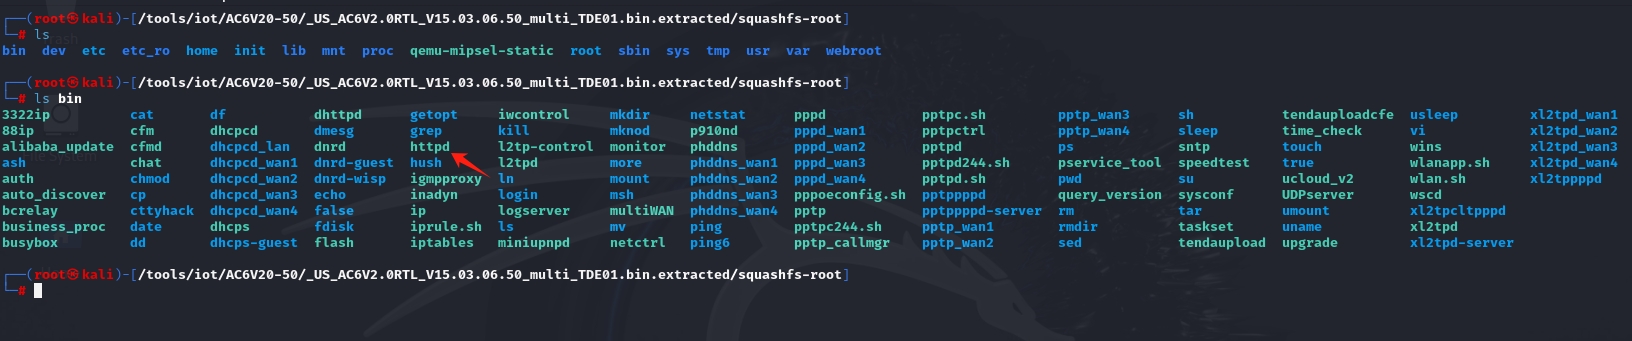 ┌──(root㉿kali)-[/tools/iot/AC6V20-50/_US_AC6V2.0RTL_V15.03.06.50_multi_TDE01.bin.extracted/squashfs-root]
└─# ls
bin dev etc etc_ro home init lib mnt proc qemu-mipsel-static root sbin sys tmp usr var webroot
┌──(root㉿kali)-[/tools/iot/AC6V20-50/_US_AC6V2.0RTL_V15.03.06.50_multi_TDE01.bin.extracted/squashfs-root]
└─# ls bin
3322ip cat df dhttpd getopt iwcontrol mkdir netstat pppd pptpc.sh pptp_wan3 sh tendauploadcfe usleep xl2tpd_wan1
88ip cfm dhcpcd dmesg grep kill mknod p910nd pppd_wan1 pptpctrl pptp_wan4 sleep time_check vi xl2tpd_wan2
alibaba_update cfmd dhcpcd_lan dnrd httpd l2tp-control monitor phddns pppd_wan2 pptpd ps sntp touch wins xl2tpd_wan3
ash chat dhcpcd_wan1 dnrd-guest hush l2tpd more phddns_wan1 pppd_wan3 pptpd244.sh pservice_tool speedtest true wlanapp.sh xl2tpd_wan4
auth chmod dhcpcd_wan2 dnrd-wisp igmpproxy ln mount phddns_wan2 pppd_wan4 pptpd.sh pwd su ucloud_v2 wlan.sh xl2tppppd
auto_discover cp dhcpcd_wan3 echo inadyn login msh phddns_wan3 pppoeconfig.sh pptppppd query_version sysconf UDPserver wscd
bcrelay cttyhack dhcpcd_wan4 false ip logserver multiWAN phddns_wan4 pptp pptppppd-server rm tar umount xl2tpcltpppd
business_proc date dhcps fdisk iprule.sh ls mv ping pptpc244.sh pptp_wan1 rmdir taskset uname xl2tpd
busybox dd dhcps-guest flash iptables miniupnpd netctrl ping6 pptp_callmgr pptp_wan2 sed tendaupload upgrade xl2tpd-server
┌──(root㉿kali)-[/tools/iot/AC6V20-50/_US_AC6V2.0RTL_V15.03.06.50_multi_TDE01.bin.extracted/squashfs-root]
└─#